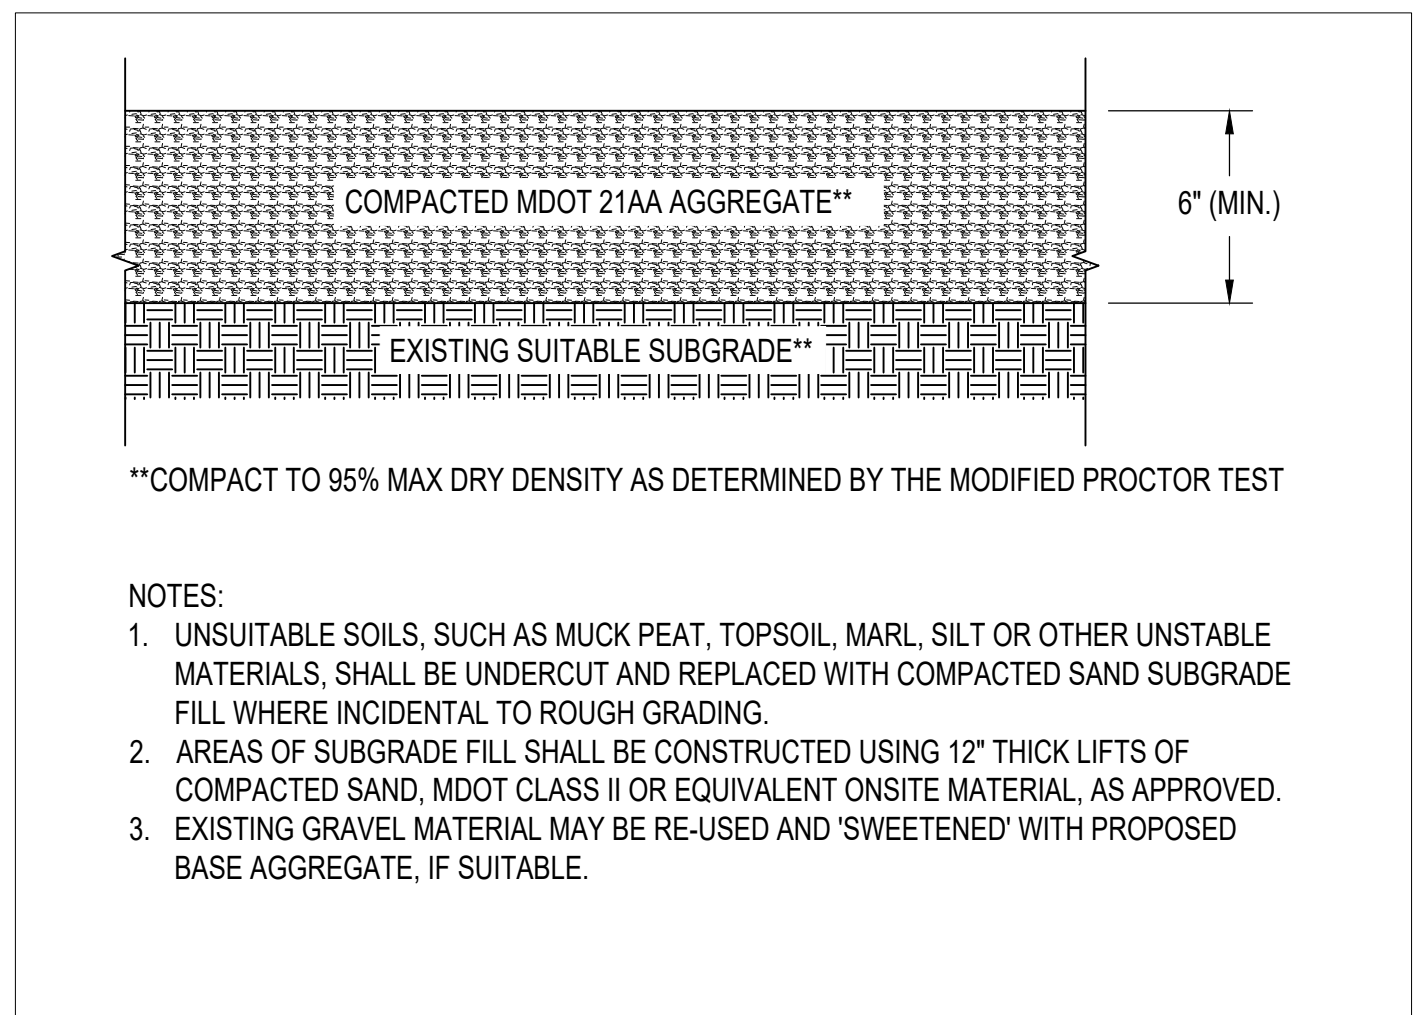 COMPACTED MDOT 21AA AGGREGATE**
6" (MIN.)
EXISTING SUITABLE SUBGRADE**
**COMPACT TO 95% MAX DRY DENSITY AS DETERMINED BY THE MODIFIED PROCTOR TEST
NOTES:
1. UNSUITABLE SOILS, SUCH AS MUCK PEAT, TOPSOIL, MARL, SILT OR OTHER UNSTABLE
MATERIALS, SHALL BE UNDERCUT AND REPLACED WITH COMPACTED SAND SUBGRADE
FILL WHERE INCIDENTAL TO ROUGH GRADING.
2. AREAS OF SUBGRADE FILL SHALL BE CONSTRUCTED USING 12" THICK LIFTS OF
COMPACTED SAND, MDOT CLASS II OR EQUIVALENT ONSITE MATERIAL, AS APPROVED.
3. EXISTING GRAVEL MATERIAL MAY BE RE-USED AND 'SWEETENED' WITH PROPOSED
BASE AGGREGATE, IF SUITABLE.